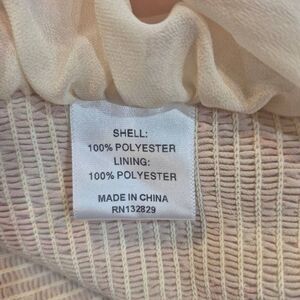 SHELL:
100% POLYESTER
LINING:
100% POLYESTER
MADE IN CHINA
RN132829